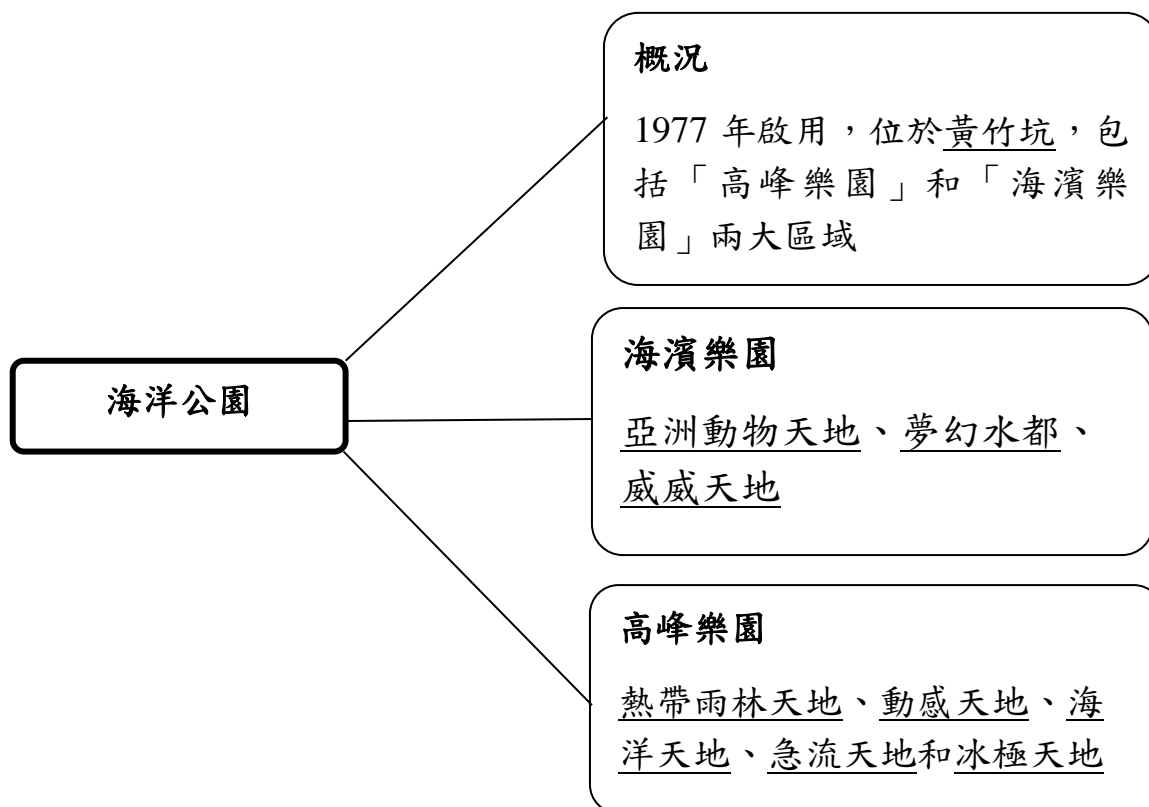 概況
1977 年啟用，位於黃竹坑，包
括「高峰樂園」和「海濱樂
園」兩大區域
海洋公園
海濱樂園
亞洲動物天地、夢幻水都、
威威天地
高峰樂園
熱帶雨林天地、動感天地、海
洋天地、急流天地和冰極天地